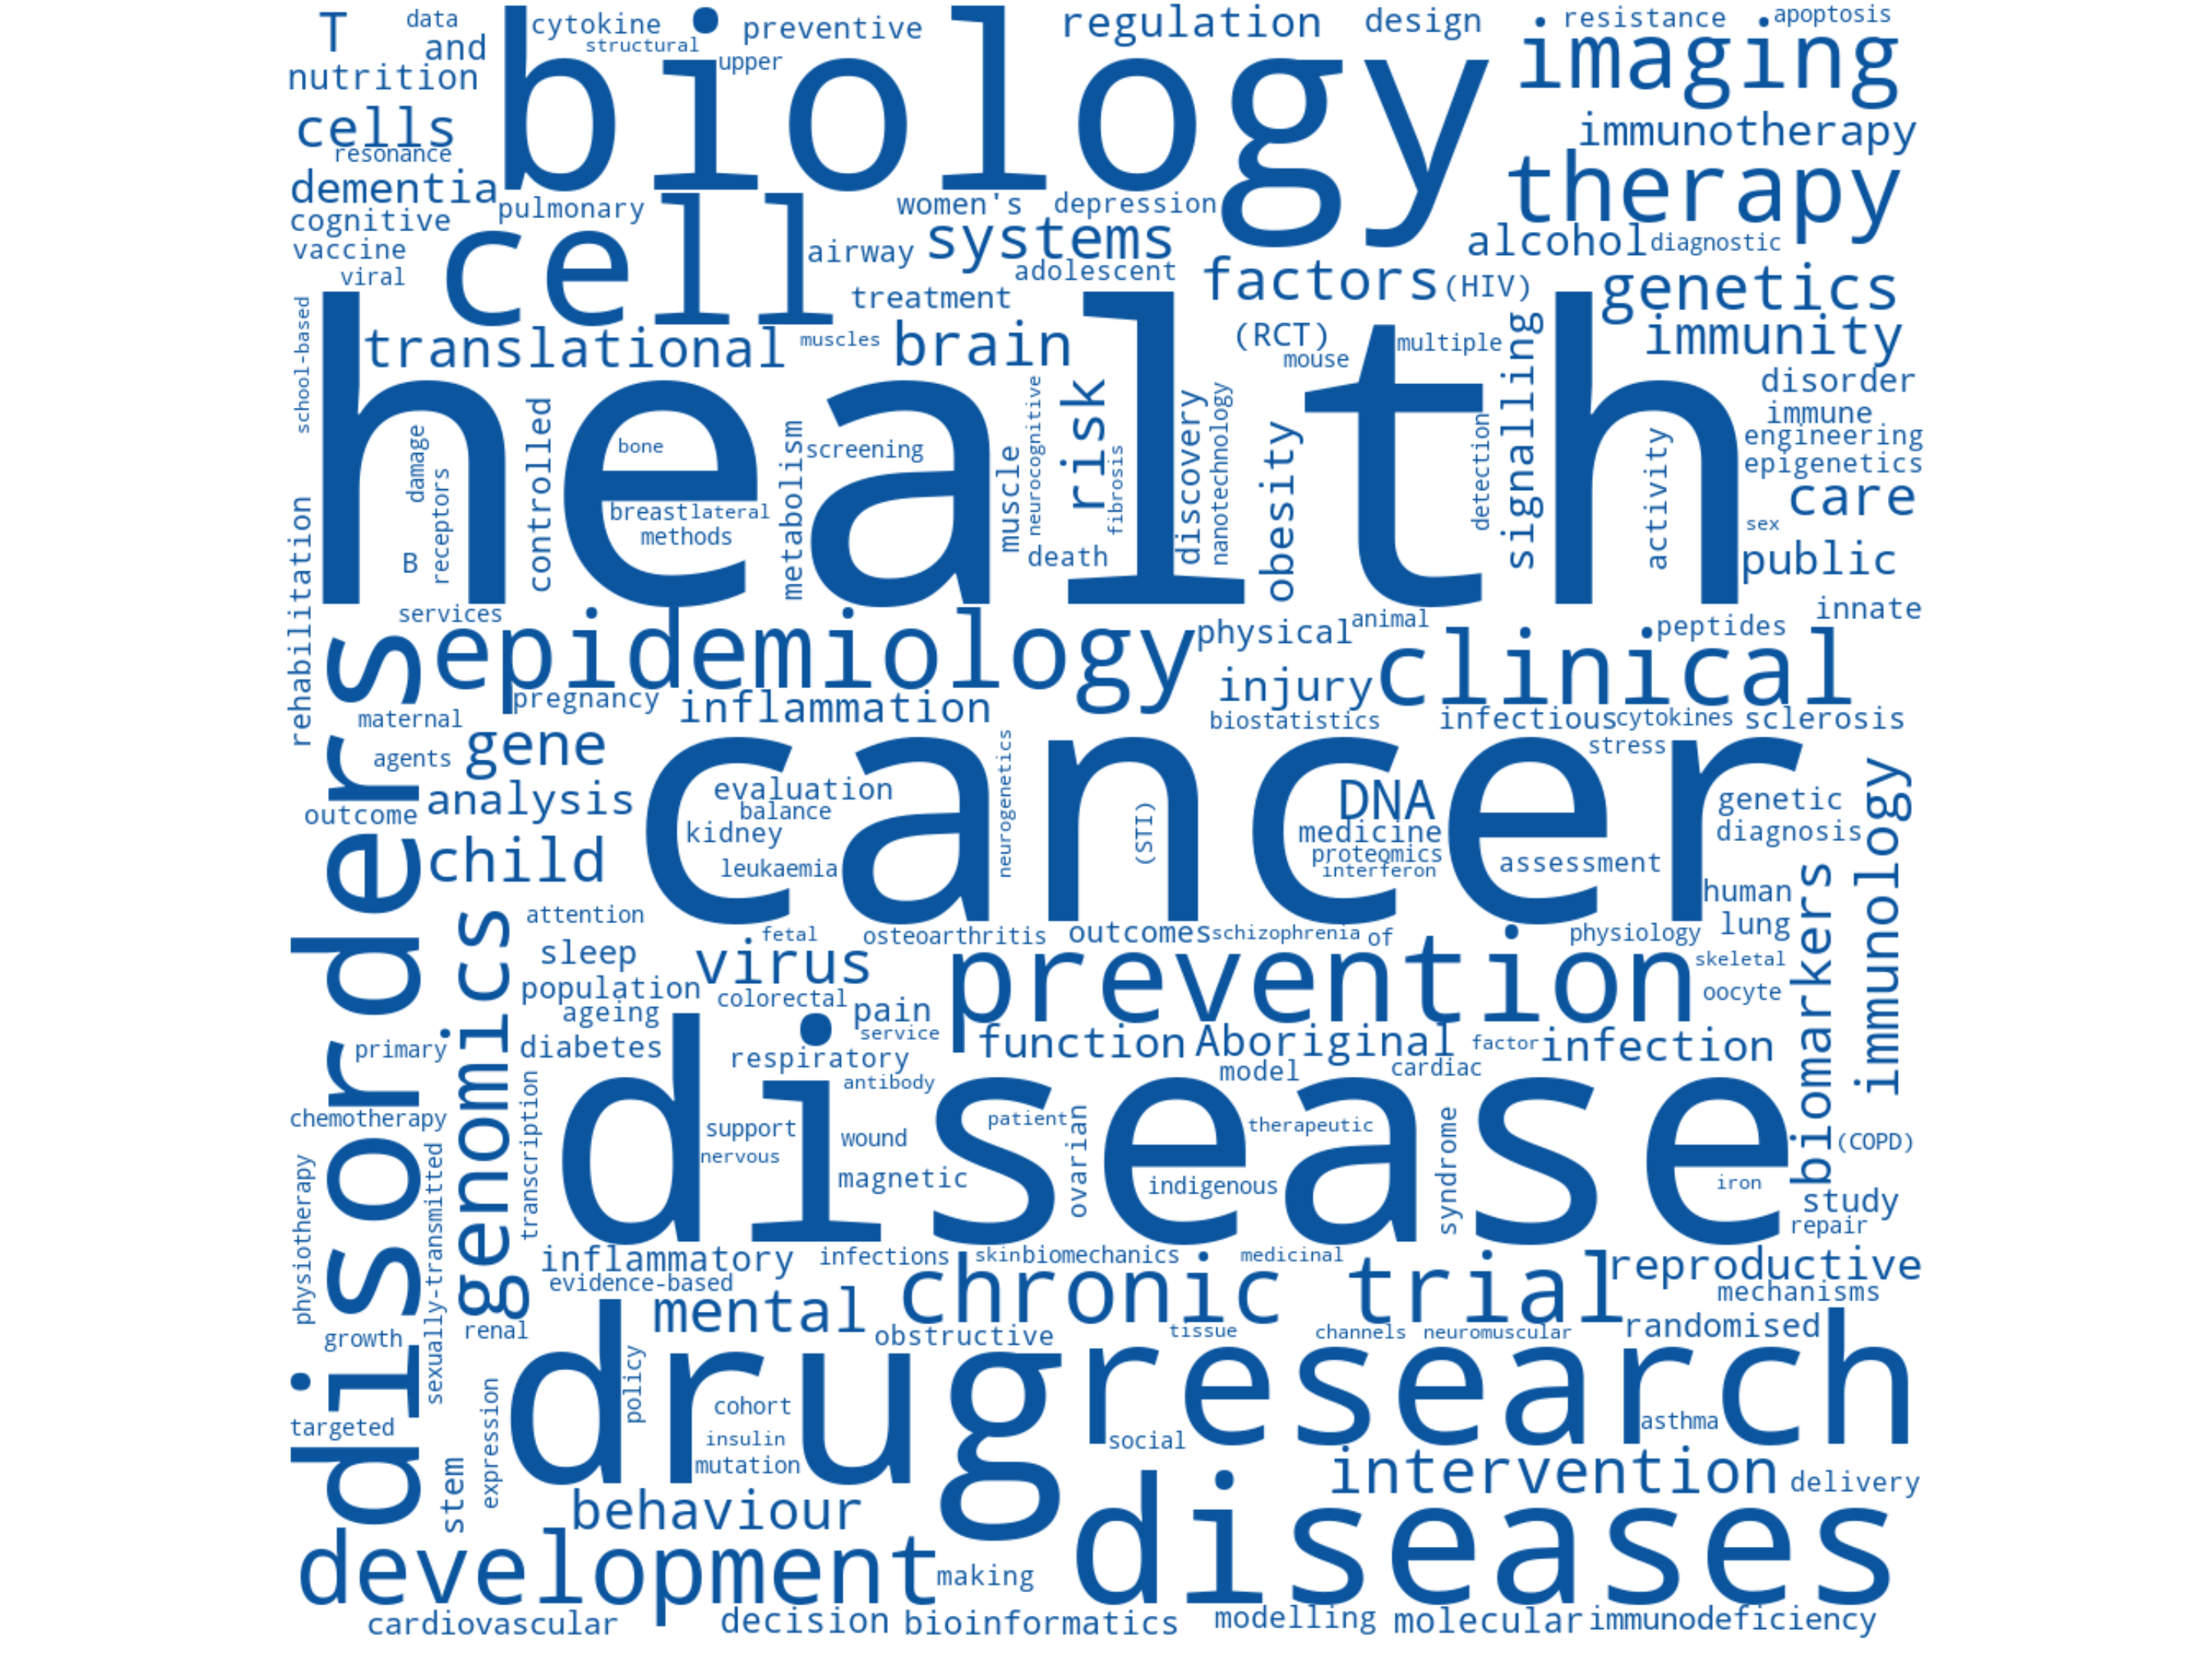 T
data
and
cytokine
structural
preventive
upper
regulation
design
resistance
apoptosis
nutrition
biology
imaging
cells
resonance
immunotherapy
dementia
therapy
cognitive
pulmonary
women's
depression
vaccine
cell
airway
systems
alcohol
diagnostic
viral
adolescent
factors
(HIV)
genetics
treatment
school-based
translational
muscles
brain
(RCT)
mouse
multiple
signalling
immunity
health
disorder
immune
engineering
epigenetics
damage
receptors
B
controlled
bone
breast
lateral
methods
metabolism
screening
muscle
neurocognitive
risk
fibrosis
death
discovery
nanotechnology
obesity
detection
activity
care
sex
public
rehabilitation
services
innate
epidemiology
physical
animal
peptides
clinical
injury
pregnancy
inflammation
maternal
biostatistics
infectious
cytokines
sclerosis
agents
gene
stress
disorders
cancer
neurogenetics
evaluation
balance
kidney
leukaemia
(STI)
DNA
medicine
proteomics
interferon
assessment
genetic
diagnosis
immunology
outcome
analysis
child
human
lung
biomarkers
genomics
attention
fetal
osteoarthritis
outcomes
schizophrenia
of
physiology
sleep
virus
prevention
skeletal
population
colorectal
oocyte
ageing
pain
service
primary
diabetes
respiratory
function
Aboriginal
factor
infection
antibody
model
cardiac
disease
chemotherapy
transcription
support
nervous
wound
magnetic
patient
ovarian
therapeutic
indigenous
syndrome
iron
(COPD)
study
repair
physiotherapy
sexually-transmitted
inflammatory
infections
skin
biomechanics
medicinal
reproductive
evidence-based
chronic
trial
mechanisms
mental
growth
renal
obstructive
tissue
channels
neuromuscular
randomised
drug
research
policy
cohort
insulin
mutation
targeted
expression
stem
social
asthma
intervention
delivery
behaviour
diseases
development
making
cardiovascular
decision
bioinformatics
modelling
molecular
immunodeficiency